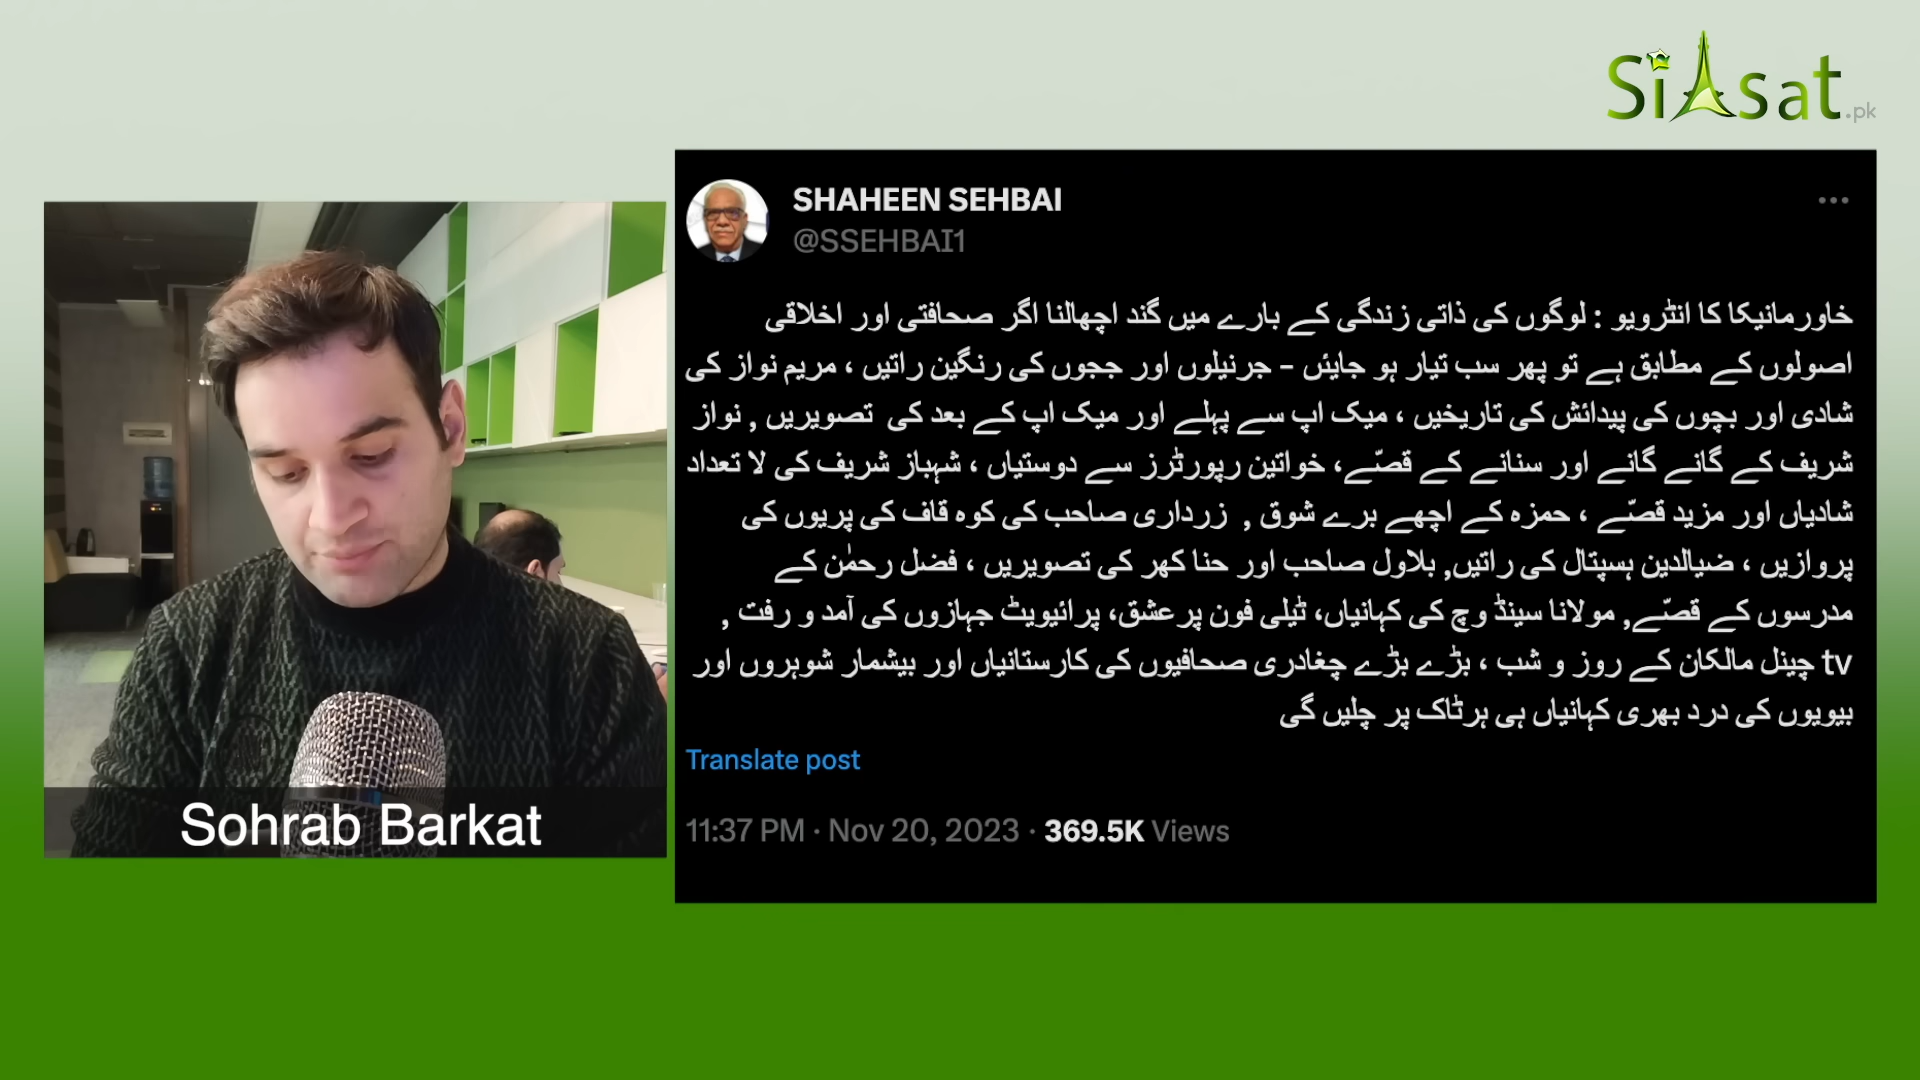 SiAsat.pk
SHAHEEN SEHBAI
@SSEHBAI1
خاورمانیکا کا انٹرویو : لوگوں کی ذاتی زندگی کے بارے میں گند اچھالنا اگر صحافتی اور اخلاقی
اصولوں کے مطابق ہے تو پھر سب تیار ہو جایئں – جرنیلوں اور ججوں کی رنگین راتیں ، مریم نواز کی
شادی اور بچوں کی پیدائش کی تاریخیں ، میک اپ سے پہلے اور میک اپ کے بعد کی تصویریں , نواز
شریف کے گانے گانے اور سنانے کے قصّے، خواتین رپورٹرز سے دوستیاں ، شہباز شریف کی لا تعداد
شادیاں اور مزید قصّے ، حمزہ کے اچھے برے شوق , زرداری صاحب کی کوہ قاف کی پریوں کی
پروازیں ، ضیالدین ہسپتال کی راتیں, بلاول صاحب اور حنا کھر کی تصویریں ، فضل رحمٰن کے
مدرسوں کے قصّے, مولانا سینڈ وچ کی کہانیاں، ٹیلی فون پرعشق، پرائیویٹ جہازوں کی آمد و رفت ,
tv چینل مالکان کے روز و شب ، بڑے بڑے چغادری صحافیوں کی کارستانیاں اور بیشمار شوہروں اور
بیویوں کی درد بھری کہانیاں ہی ہرٹاک پر چلیں گی
Translate post
11:37 PM · Nov 20, 2023 · 369.5K Views
Sohrab Barkat